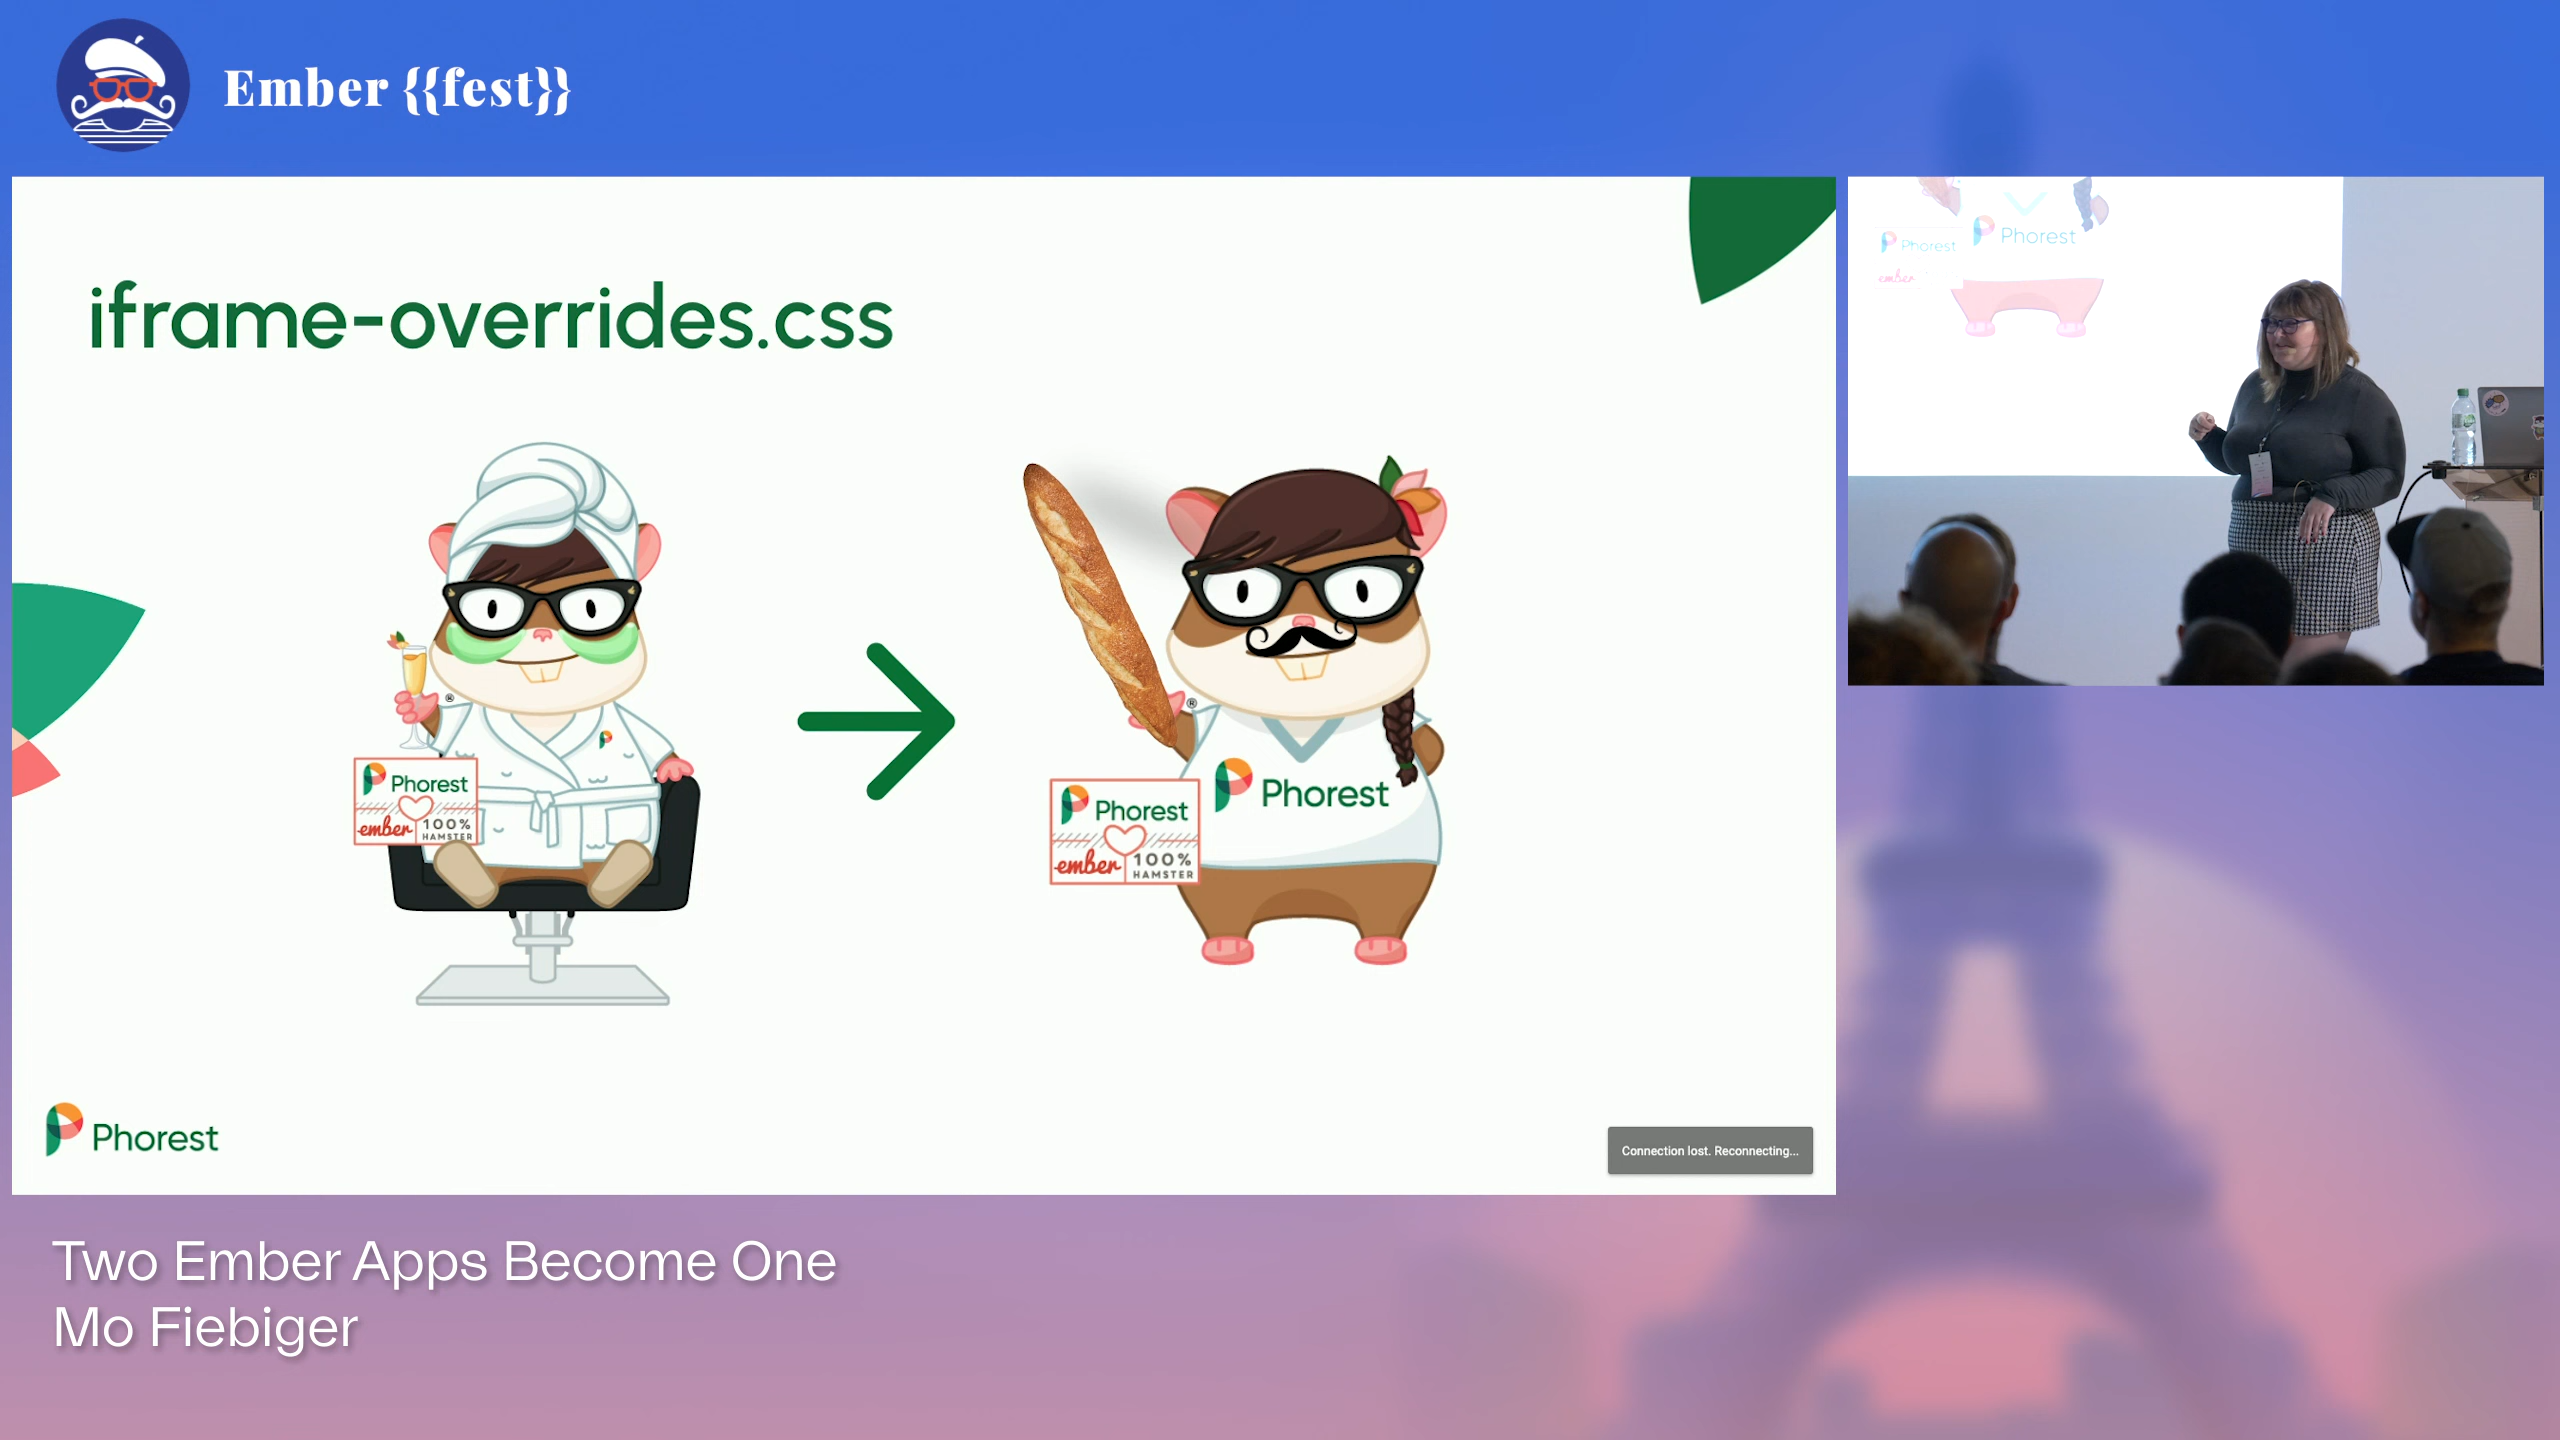 Ember {{fest}}
iframe-overrides.css
®
Phorest
ember
100%
HAMSTER
®
Phorest
Phorest
ember
100%
HAMSTER
Phorest
Connection lost. Reconnecting...
Phorest
Phorest
ember
Two Ember Apps Become One
Mo Fiebiger